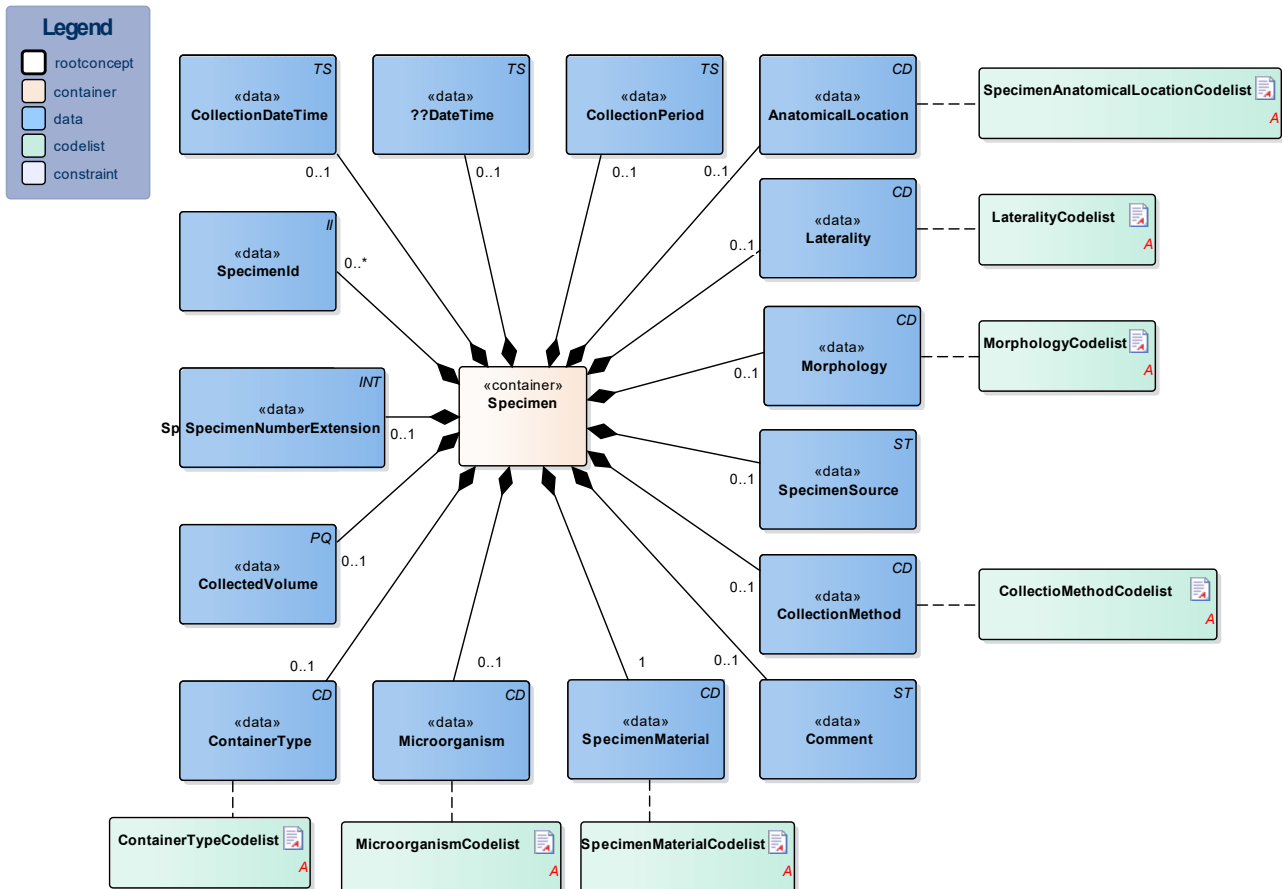 Legend
rootconcept
container
data
codelist
constraint
TS
«data»
CollectionDateTime
0..1
TS
«data»
??DateTime
0..1
TS
«data»
CollectionPeriod
0..1
CD
«data»
AnatomicalLocation
0..1
SpecimenAnatomicalLocationCodelist
A
II
«data»
SpecimenId
0..*
CD
«data»
Laterality
0..1
LateralityCodelist
A
CD
«data»
Morphology
0..1
MorphologyCodelist
A
«container»
Specimen
INT
«data»
Sp SpecimenNumberExtension
0..1
ST
«data»
SpecimenSource
0..1
PQ
«data»
CollectedVolume
0..1
CD
«data»
CollectionMethod
0..1
CollectioMethodCodelist
A
0..1
CD
«data»
ContainerType
0..1
CD
«data»
Microorganism
1
CD
«data»
SpecimenMaterial
0..1
ST
«data»
Comment
ContainerTypeCodelist
A
MicroorganismCodelist
A
SpecimenMaterialCodelist
A